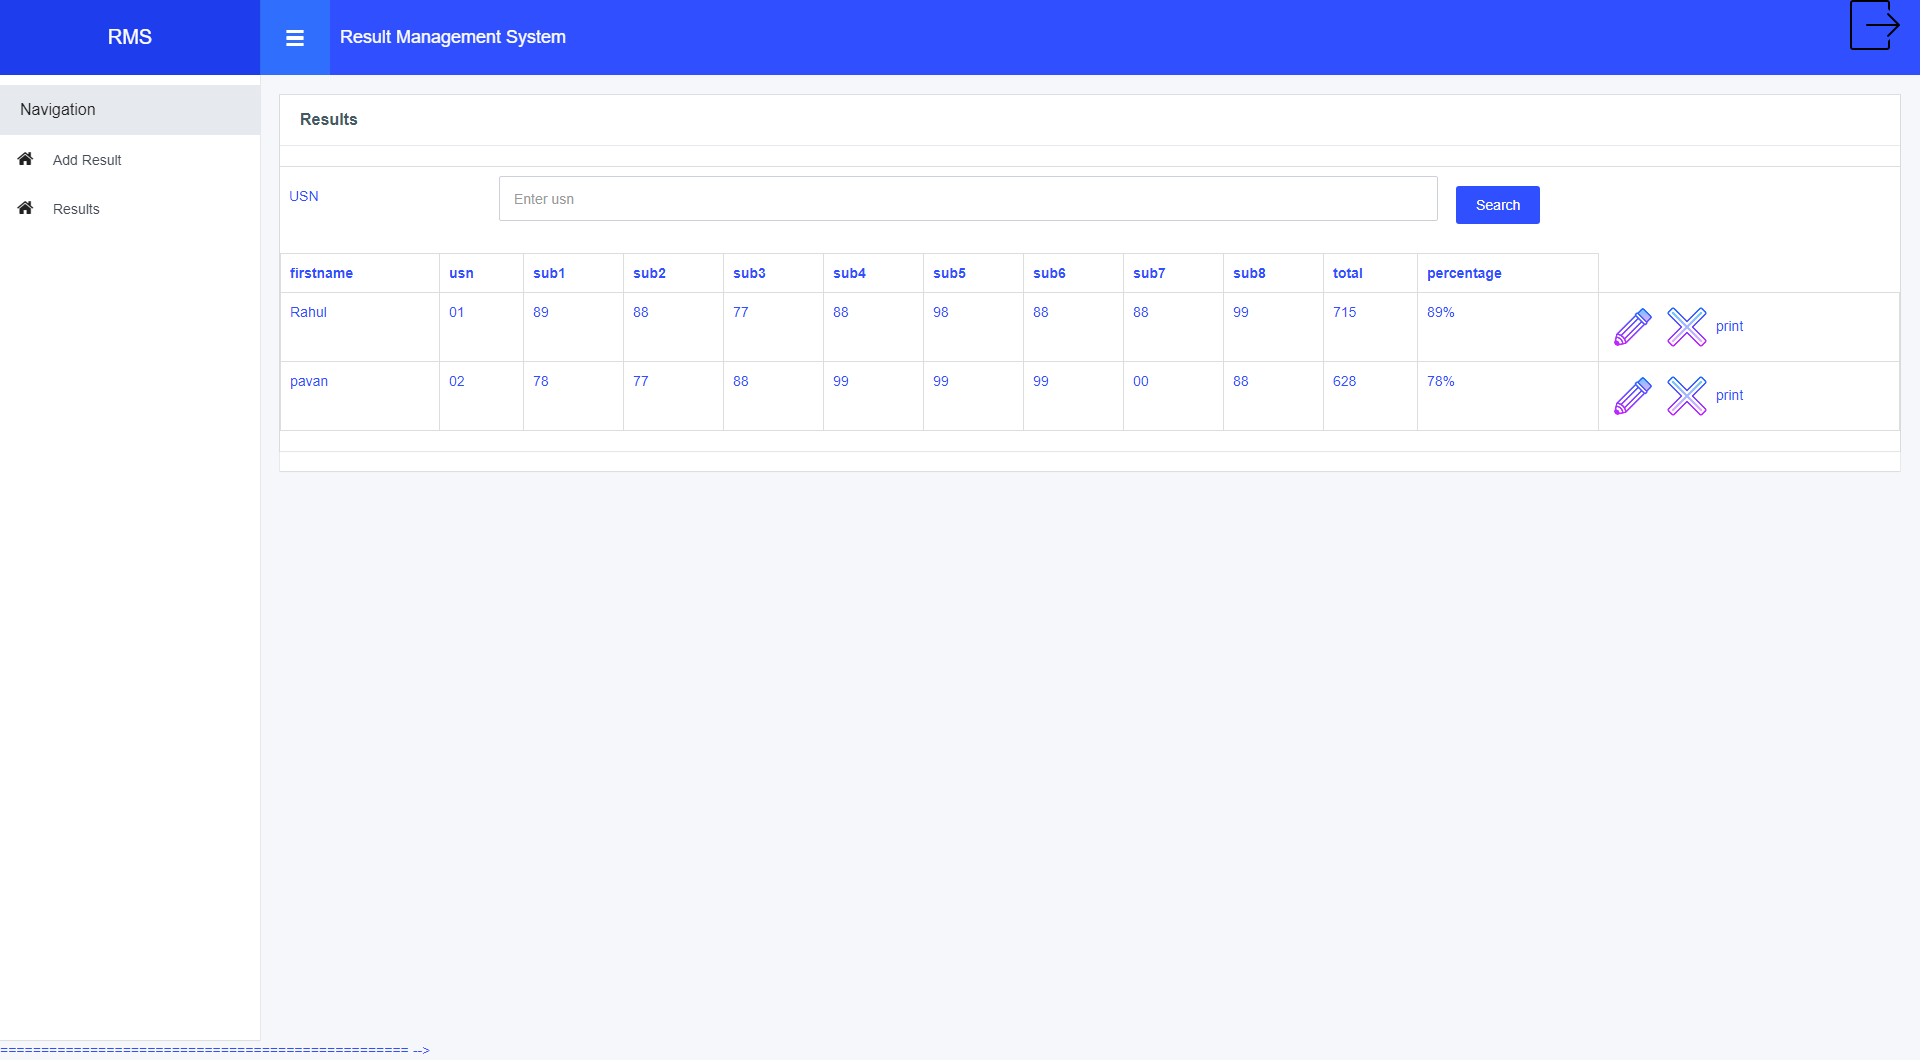 RMS
Result Management System
Navigation
Add Result
Results
Results
USN Enter usn Search
firstname usn sub1 sub2 sub3 sub4 sub5 sub6 sub7 sub8 total percentage
Rahul 01 89 88 77 88 98 88 88 99 715 89% print
pavan 02 78 77 88 99 99 99 00 88 628 78% print
================================================== -->